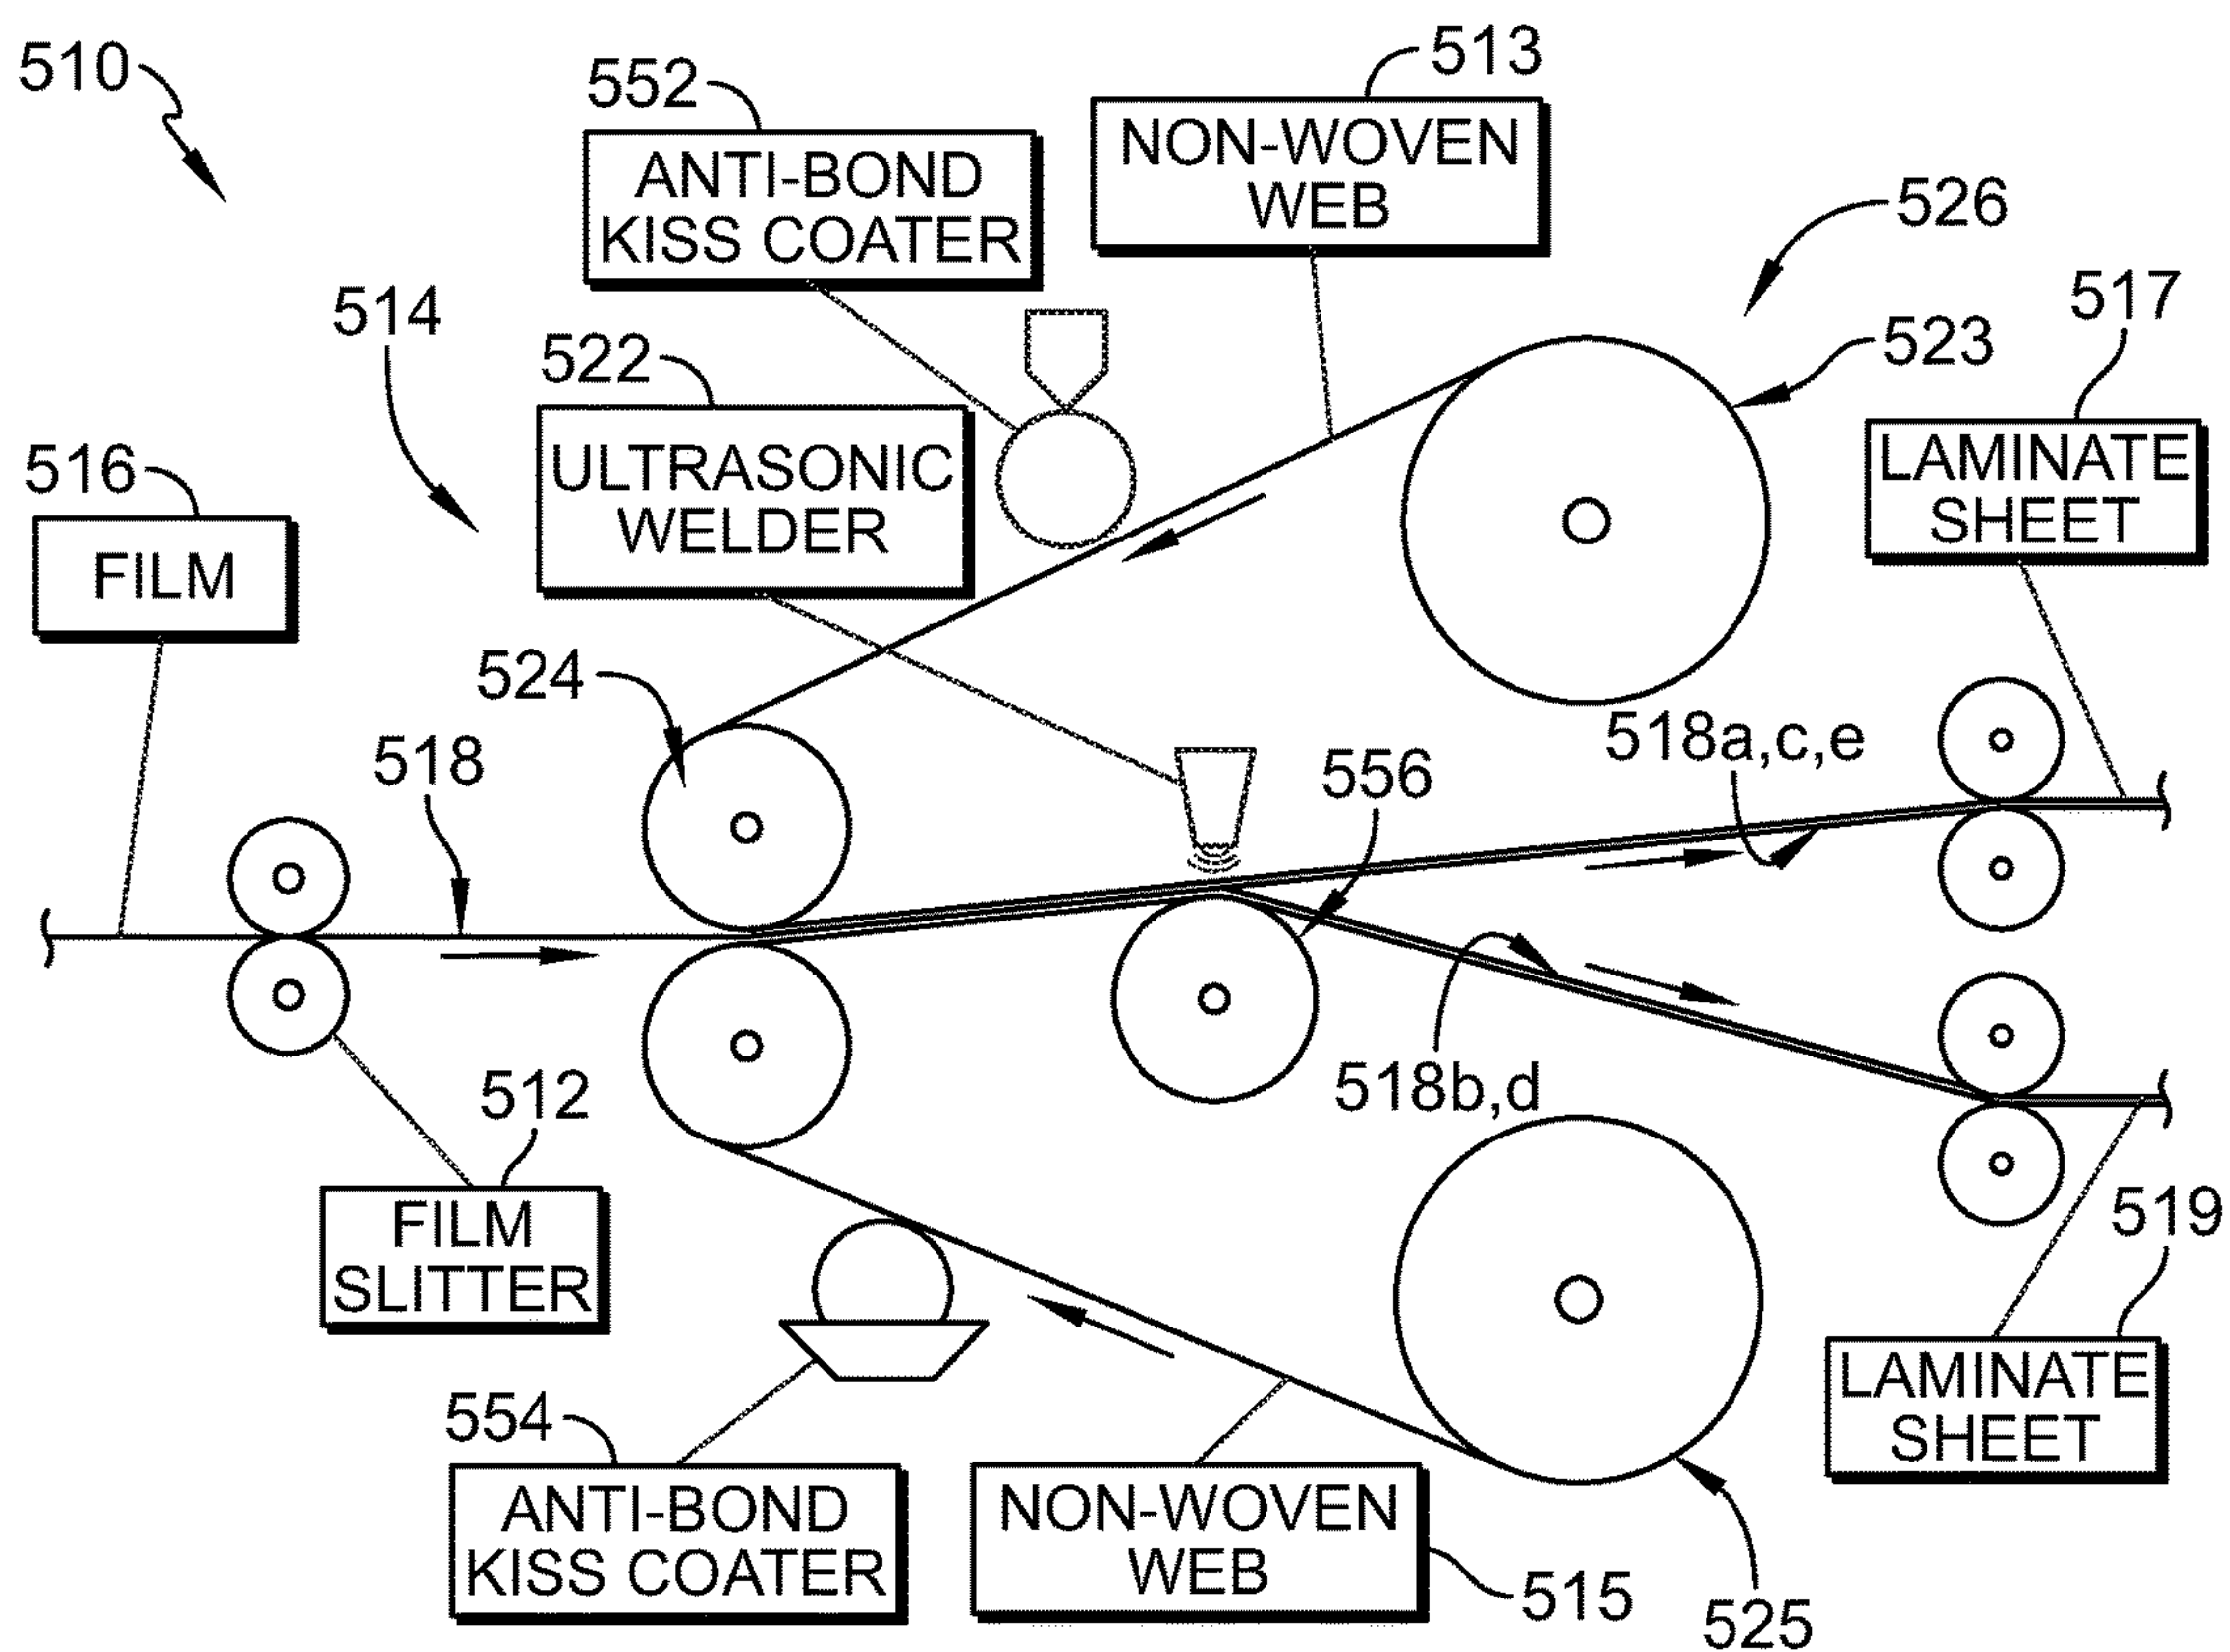 510
552
513
ANTI-BOND
KISS COATER
NON-WOVEN
WEB
526
514
522
517
523
516
ULTRASONIC
WELDER
LAMINATE
SHEET
FILM
524
518
556
518a,c,e
512
518b,d
FILM
SLITTER
519
554
LAMINATE
SHEET
ANTI-BOND
KISS COATER
NON-WOVEN
WEB
515
525